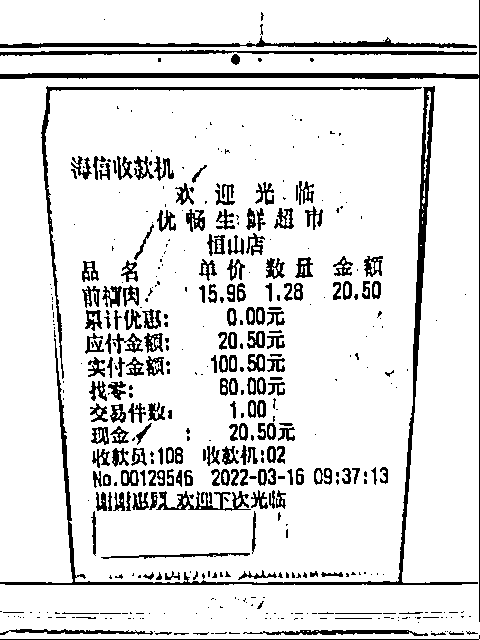 海信收款机
欢 迎 光 临
优 畅 生 鲜 超 市
恒山店
品 名 单 价 数 量 金 额
前槽肉 15.96 1.28 20.50
累计优惠: 0.00元
应付金额: 20.50元
实付金额: 100.50元
找零: 80.00元
交易件数: 1.00
现金 : 20.50元
收款员:108 收款机:02
No.00129546 2022-03-16 09:37:13
谢谢惠顾 欢迎下次光临